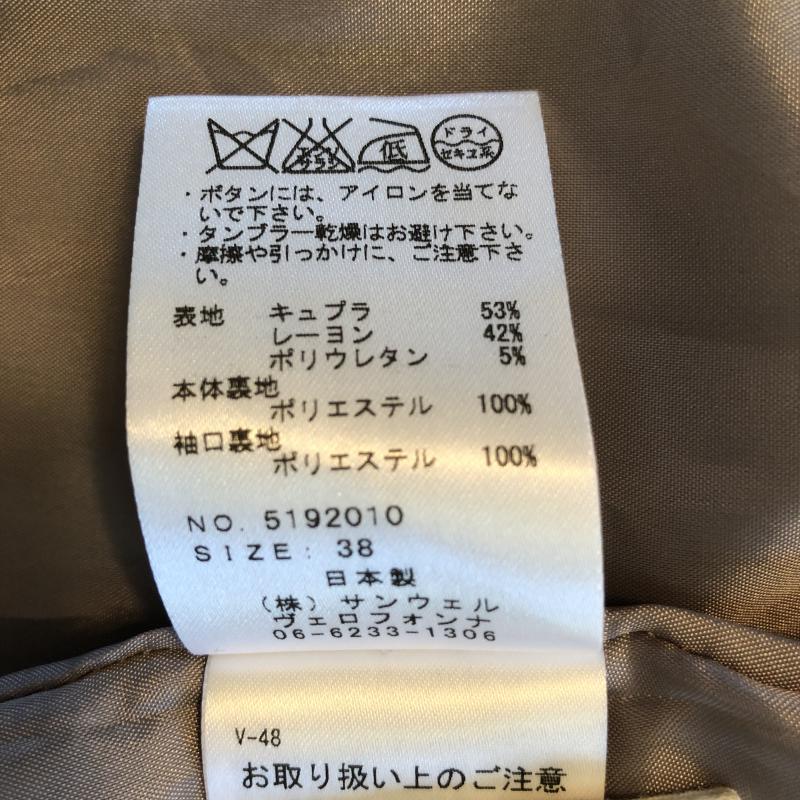 エンソサラシ
低
ドライ
セキユ系
・ボタンには、アイロンを当てな
いで下さい。
・タンブラー乾燥はお避け下さい。
・摩擦や引っかけに、ご注意下さ
い。
表地 キュプラ 53%
レーヨン 42%
ポリウレタン 5%
本体裏地
ポリエステル 100%
袖口裏地
ポリエステル 100%
NO. 5192010
SIZE: 38
日本製
(株) サンウェル
ヴェロフォンナ
06-6233-1306
V-48
お取り扱い上のご注意